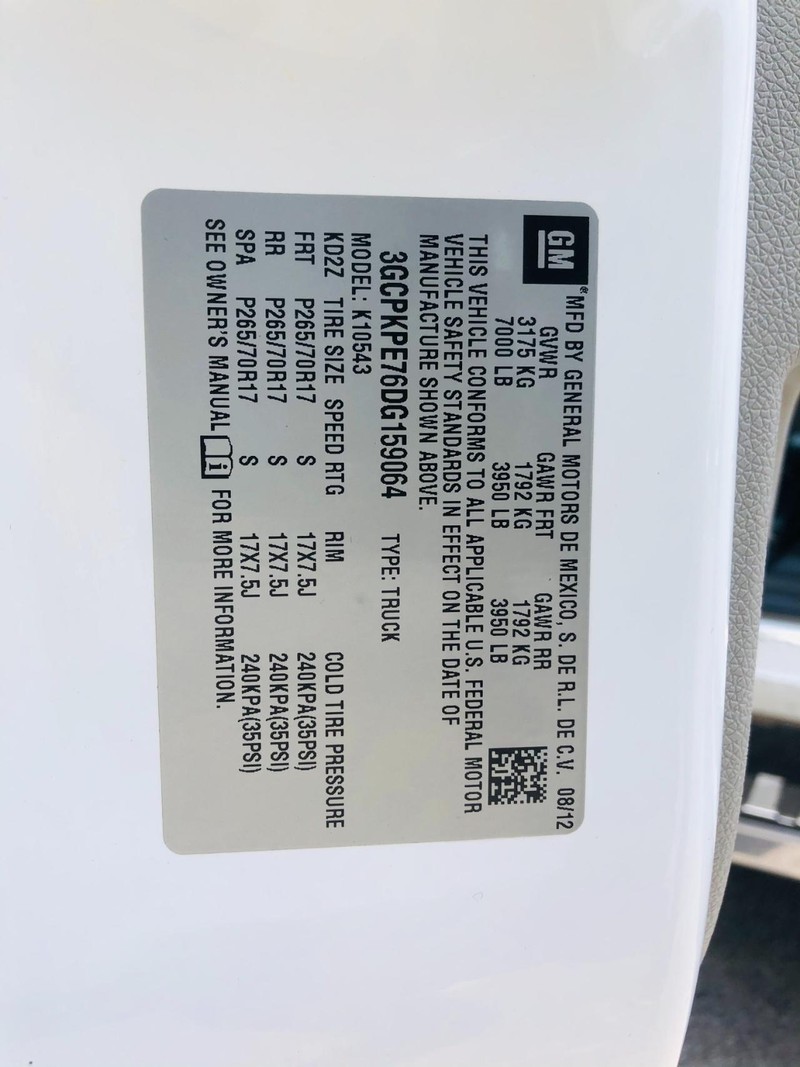 GM® MFD BY GENERAL MOTORS DE MEXICO, S. DE R.L. DE C.V. 08/12
GVWR GAWR FRT GAWR RR
3175 KG 1792 KG 1792 KG
7000 LB 3950 LB 3950 LB
THIS VEHICLE CONFORMS TO ALL APPLICABLE U.S. FEDERAL MOTOR
VEHICLE SAFETY STANDARDS IN EFFECT ON THE DATE OF
MANUFACTURE SHOWN ABOVE.
3GCPKPE76DG159064 TYPE: TRUCK
MODEL: K10543
KD2Z TIRE SIZE SPEED RTG RIM COLD TIRE PRESSURE
FRT P265/70R17 S 17X7.5J 240KPA(35PSI)
RR P265/70R17 S 17X7.5J 240KPA(35PSI)
SPA P265/70R17 S 17X7.5J 240KPA(35PSI)
SEE OWNER'S MANUAL i FOR MORE INFORMATION.